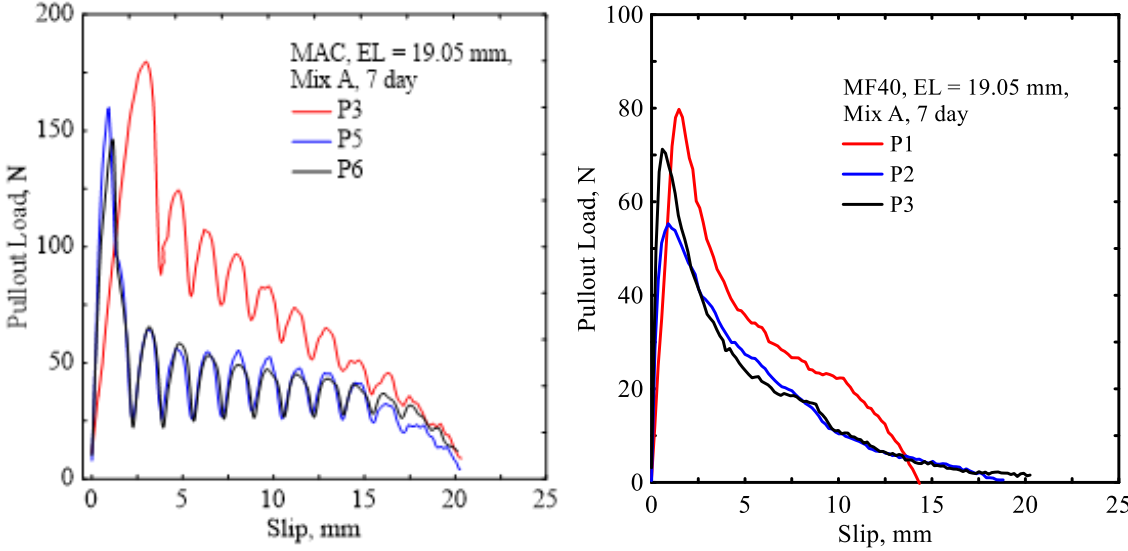 200
150
100
50
0
Pullout Load, N
MAC, EL = 19.05 mm,
Mix A, 7 day
P3
P5
P6
0 5 10 15 20 25
Slip, mm
100
80
60
40
20
0
Pullout Load, N
MF40, EL = 19.05 mm,
Mix A, 7 day
P1
P2
P3
0 5 10 15 20 25
Slip, mm